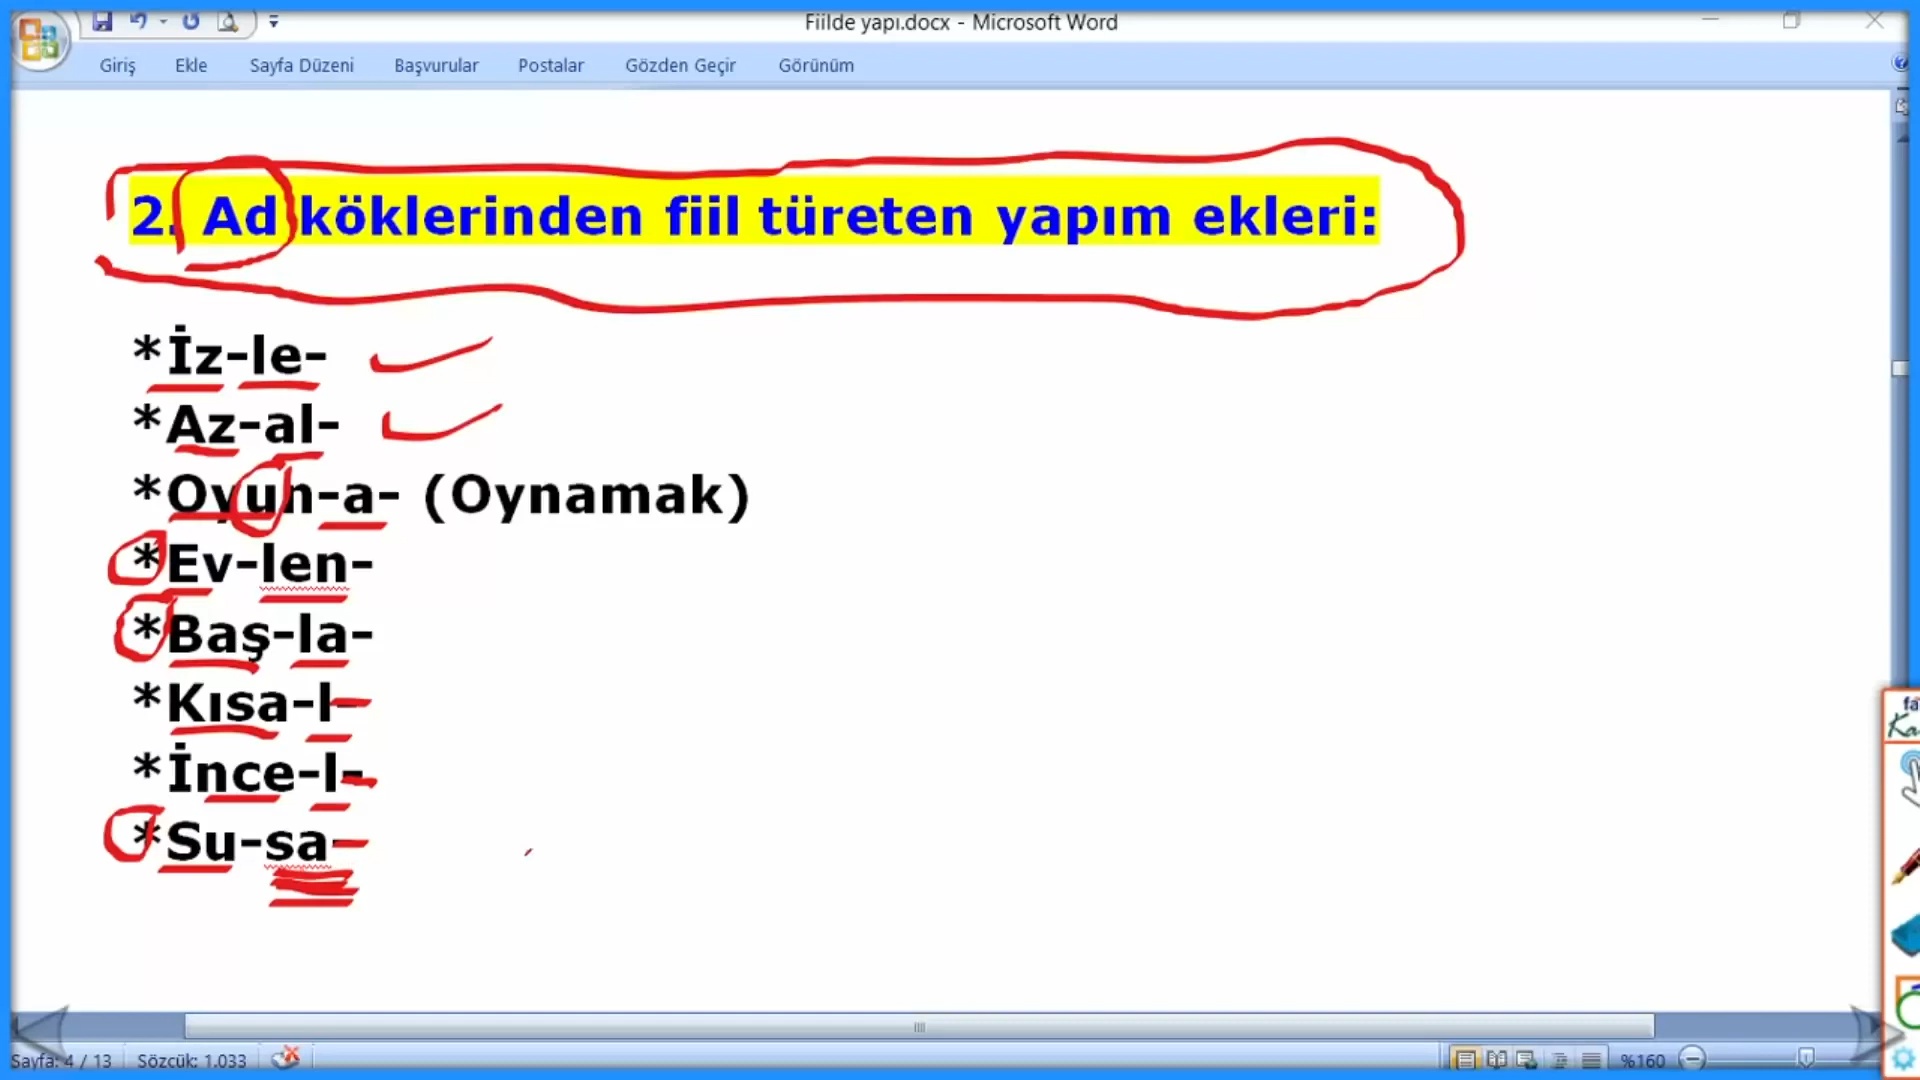 Fiilde yapı.docx - Microsoft Word
Giriş Ekle Sayfa Düzeni Başvurular Postalar Gözden Geçir Görünüm
2. Ad köklerinden fiil türeten yapım ekleri:
*İz-le-
*Az-al-
*Oyun-a- (Oynamak)
*Ev-len-
*Baş-la-
*Kısa-l-
*İnce-l-
*Su-sa-
Sayfa: 4 / 13 Sözcük: 1.033 %160